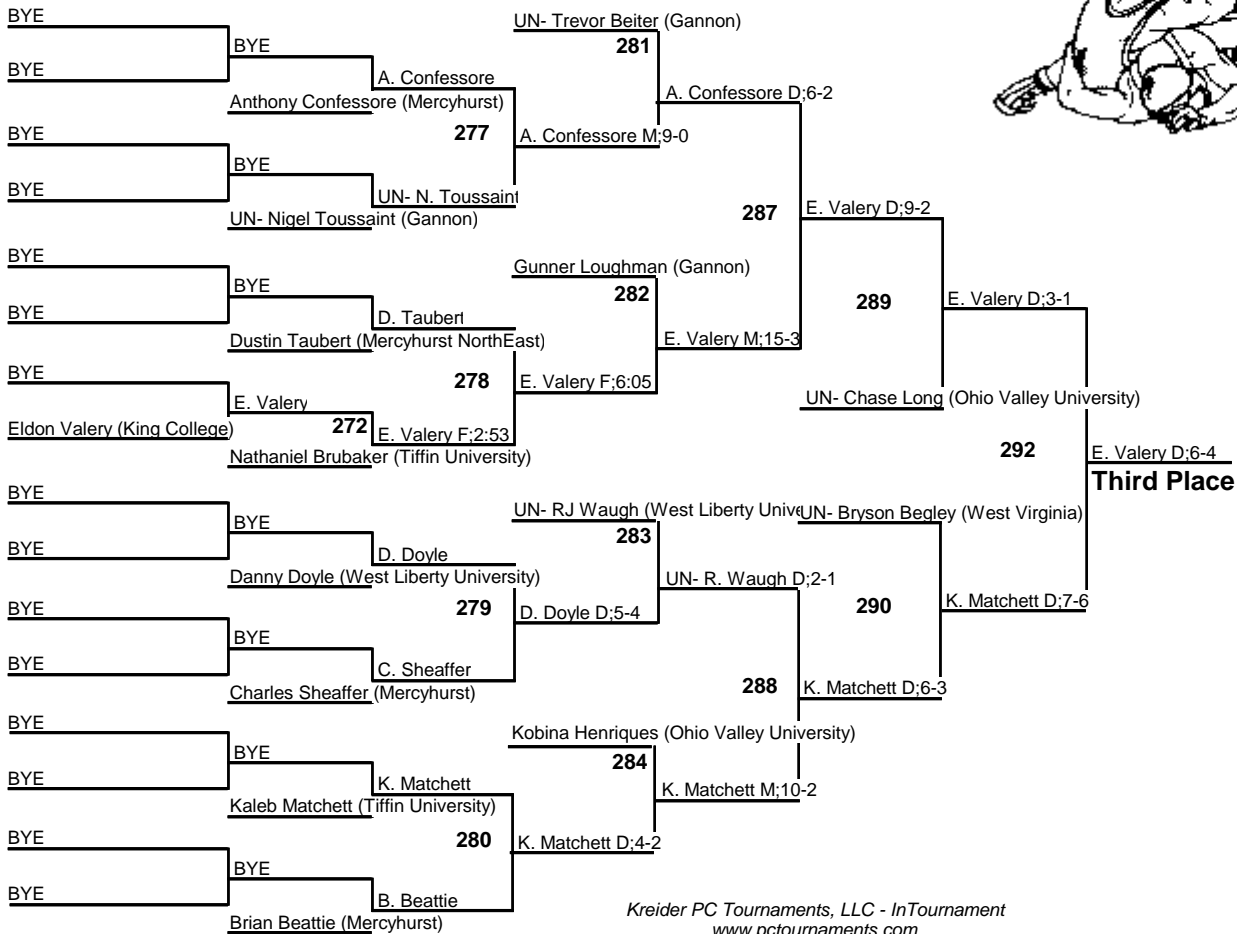 BYE
UN- Trevor Beiter (Gannon)
BYE
281
BYE
A. Confessore
A. Confessore D;6-2
Anthony Confessore (Mercyhurst)
BYE
277
A. Confessore M;9-0
BYE
BYE
UN- N. Toussaint
UN- Nigel Toussaint (Gannon)
287
E. Valery D;9-2
BYE
Gunner Loughman (Gannon)
BYE
282
289
E. Valery D;3-1
BYE
D. Taubert
Dustin Taubert (Mercyhurst NorthEast)
E. Valery M;15-3
BYE
278
E. Valery F;6:05
E. Valery
UN- Chase Long (Ohio Valley University)
Eldon Valery (King College)
272
E. Valery F;2:53
Nathaniel Brubaker (Tiffin University)
292
E. Valery D;6-4
Third Place
BYE
UN- RJ Waugh (West Liberty Unive
UN- Bryson Begley (West Virginia)
BYE
283
BYE
D. Doyle
Danny Doyle (West Liberty University)
UN- R. Waugh D;2-1
BYE
279
D. Doyle D;5-4
290
K. Matchett D;7-6
BYE
BYE
C. Sheaffer
Charles Sheaffer (Mercyhurst)
288
K. Matchett D;6-3
BYE
Kobina Henriques (Ohio Valley University)
BYE
284
BYE
K. Matchett
K. Matchett M;10-2
Kaleb Matchett (Tiffin University)
BYE
280
K. Matchett D;4-2
BYE
BYE
B. Beattie
Brian Beattie (Mercyhurst)
Kreider PC Tournaments, LLC - InTournament
www.pctournaments.com